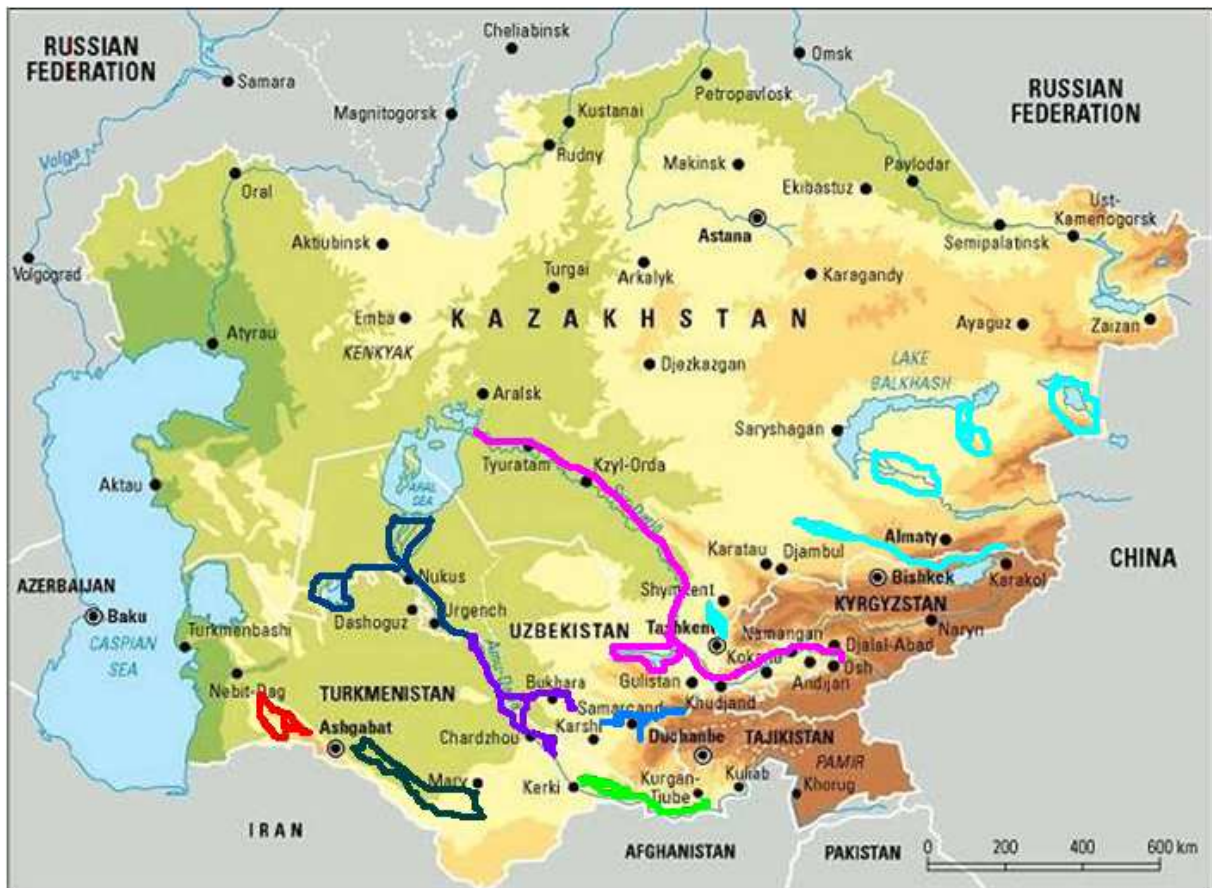 Cheliabinsk
Omsk
RUSSIAN
FEDERATION
Samara
Petropavlosk
RUSSIAN
FEDERATION
Magnitogorsk
Kustanai
Volga
Rudny
Makinsk
Pavlodar
Oral
Ekibastuz
Ust-
Kamenogorsk
Astana
Semipalatinsk
Aktiubinsk
Volgograd
Turgai
Arkalyk
Karagandy
Emba
KAZAKHSTAN
Ayaguz
Zaizan
Atyrau
KENKYAK
LAKE
BALKHASH
Djezkazgan
Aralsk
Saryshagan
Tyuratam
Kzyl-Orda
Aktau
ARAL
SEA
Almaty
Karatau
Djambul
CHINA
AZERBAIJAN
Nukus
Bishkek
Karakol
Baku
Shymkent
KYRGYZSTAN
Dashoguz
Urgench
UZBEKISTAN
Tashkent
Namangan
Naryn
CASPIAN
SEA
Turkmenbashi
Kokand
Djalal-Abad
Osh
Nebit-Dag
TURKMENISTAN
Bukhara
Gulistan
Andijan
Khudjand
Samarcand
Ashgabat
Chardzhou
Karshi
Duchanbe
TAJIKISTAN
PAMIR
Mary
Kerki
Kurgan-
Tjube
Kuliab
Khorug
IRAN
AFGHANISTAN
PAKISTAN
0 200 400 600 km